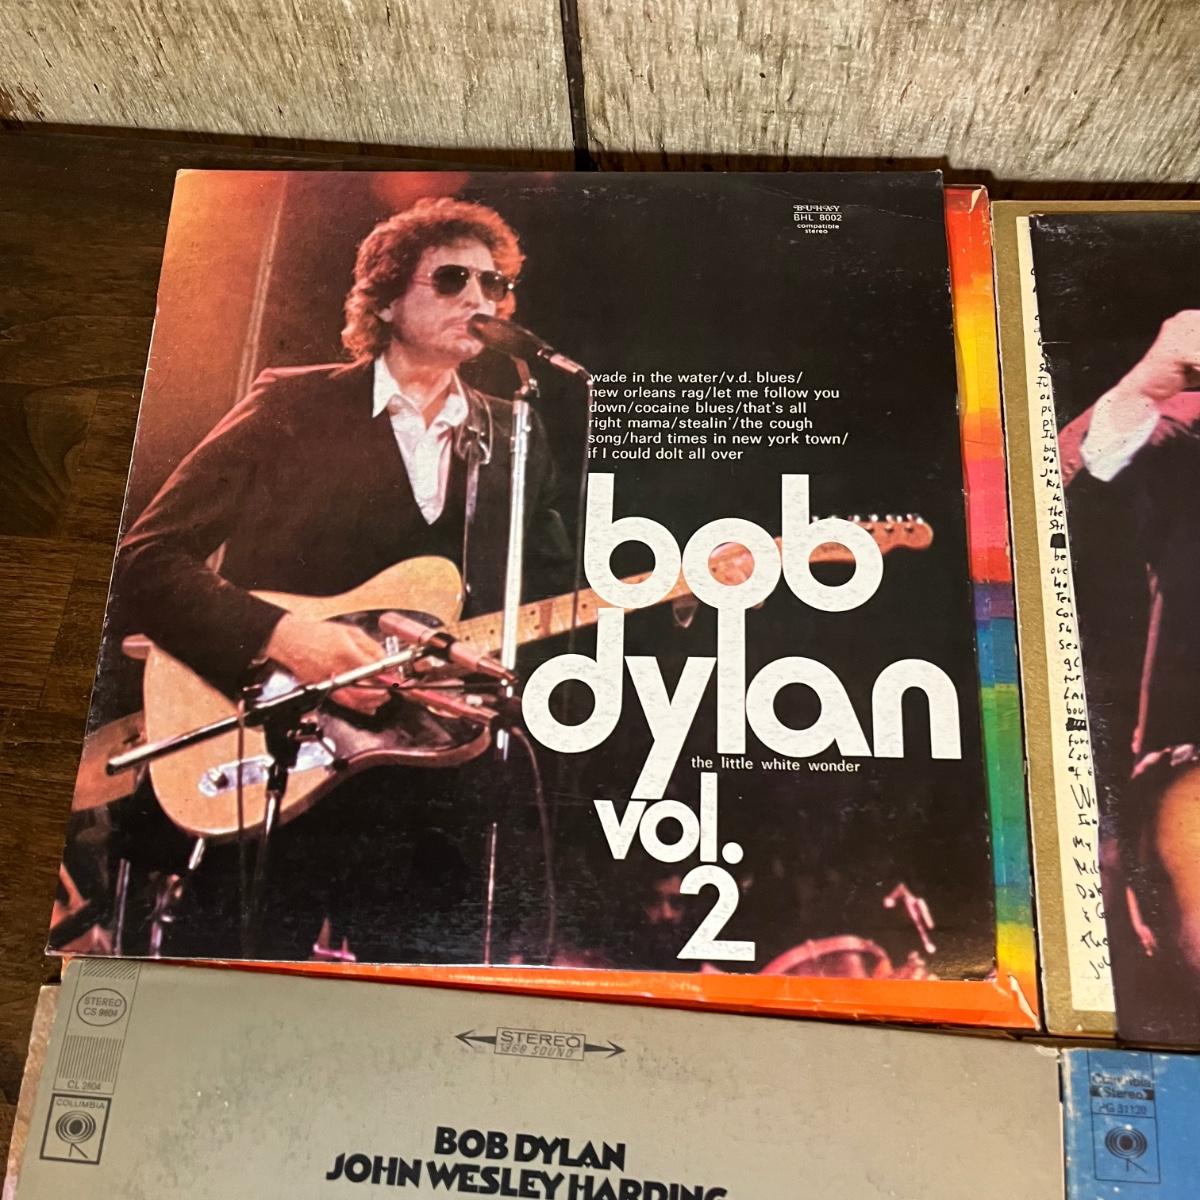 BUHAY
BHL 8002
compatible
stereo
wade in the water/v.d. blues/
new orleans rag/let me follow you
down/cocaine blues/that's all
right mama/stealin'/the cough
song/hard times in new york town/
if I could dolt all over
bob
dylan
the little white wonder
vol.
2
STEREO
CS 9604
CL 2804
COLUMBIA
STEREO
360 SOUND
BOB DYLAN
JOHN WESLEY HARDING
Columbia
Stereo
the
be